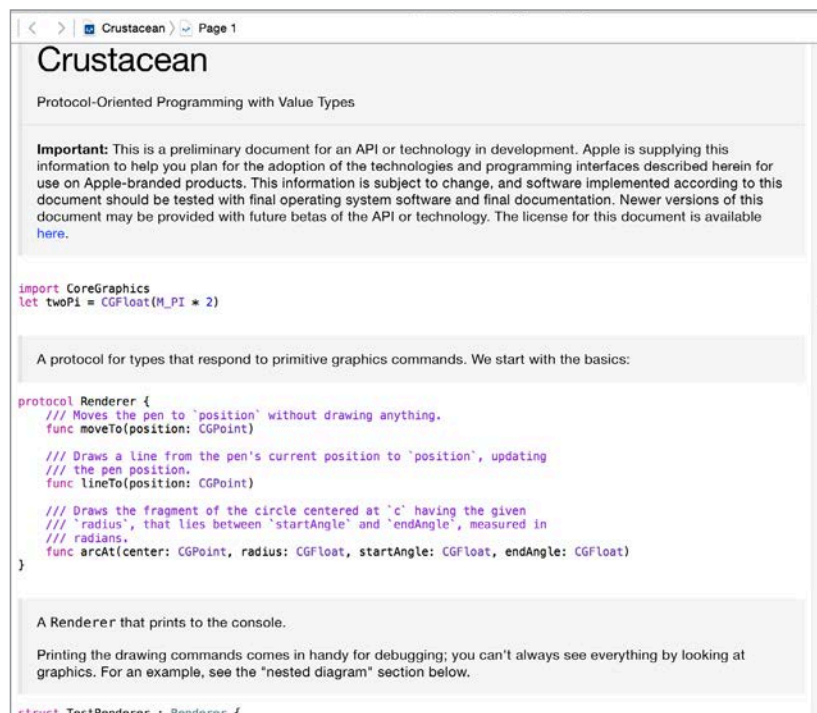 Crustacean 〉 Page 1
Crustacean
Protocol-Oriented Programming with Value Types
Important: This is a preliminary document for an API or technology in development. Apple is supplying this
information to help you plan for the adoption of the technologies and programming interfaces described herein for
use on Apple-branded products. This information is subject to change, and software implemented according to this
document should be tested with final operating system software and final documentation. Newer versions of this
document may be provided with future betas of the API or technology. The license for this document is available
here.
import CoreGraphics
let twoPi = CGFloat(M_PI * 2)
A protocol for types that respond to primitive graphics commands. We start with the basics:
protocol Renderer {
    /// Moves the pen to `position` without drawing anything.
    func moveTo(position: CGPoint)
    /// Draws a line from the pen's current position to `position`, updating
    /// the pen position.
    func lineTo(position: CGPoint)
    /// Draws the fragment of the circle centered at `c` having the given
    /// `radius`, that lies between `startAngle` and `endAngle`, measured in
    /// radians.
    func arcAt(center: CGPoint, radius: CGFloat, startAngle: CGFloat, endAngle: CGFloat)
}
A Renderer that prints to the console.
Printing the drawing commands comes in handy for debugging; you can't always see everything by looking at
graphics. For an example, see the "nested diagram" section below.
struct TestRenderer : Renderer {